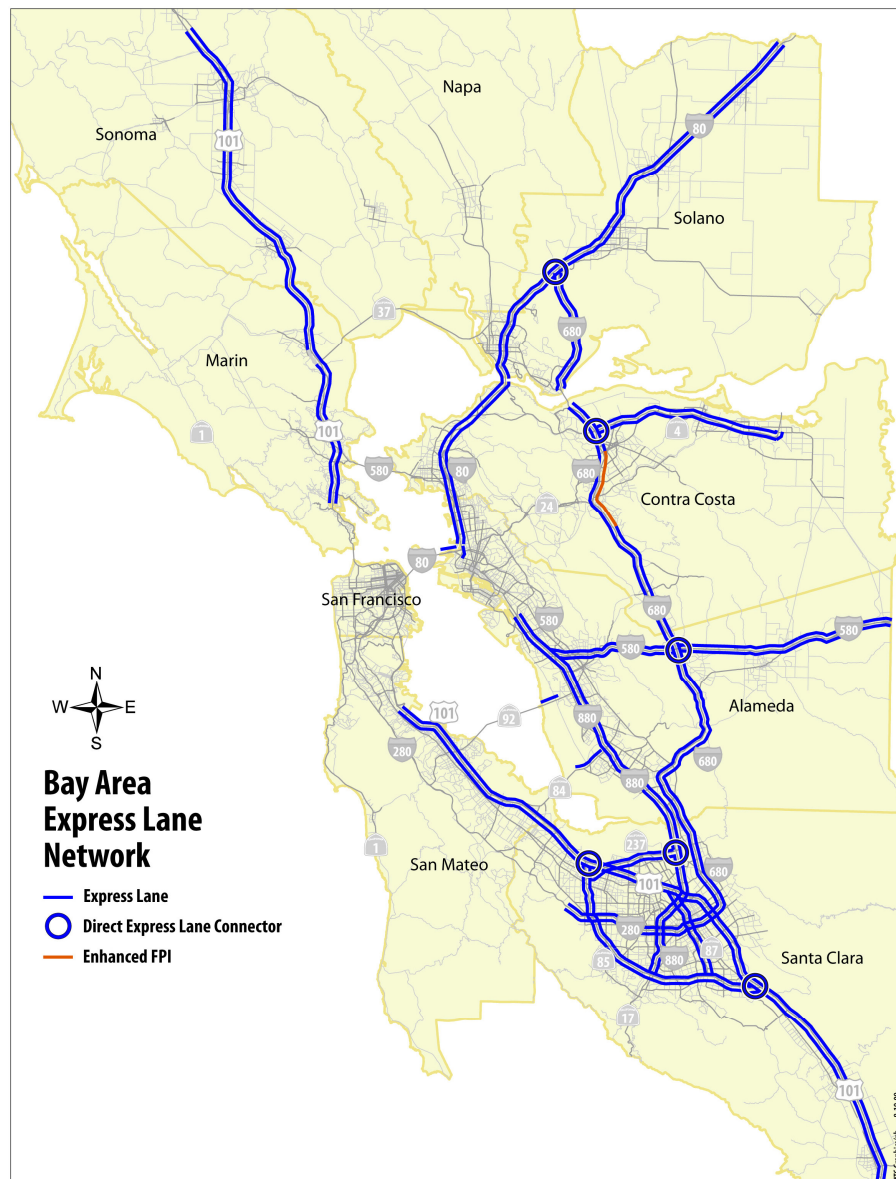 Napa
Sonoma
101
80
Solano
37
680
Marin
1
101
4
580
80
680
Contra Costa
24
80
San Francisco
580
680
580
580
N
W
E
S
101
92
Alameda
280
880
680
84
880
Bay Area
Express Lane
Network
1
San Mateo
237
680
101
Express Lane
Direct Express Lane Connector
280
87
Enhanced FPI
85
880
Santa Clara
17
101